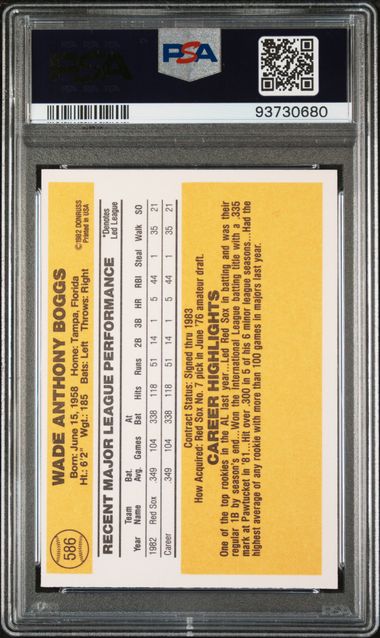 PSA
PSA
93730680
586
WADE ANTHONY BOGGS
Born: June 15, 1958 Home: Tampa, Florida
Ht.: 6'2" Wgt.: 185 Bats: Left Throws: Right
©1982 DONRUSS
Printed in USA
RECENT MAJOR LEAGUE PERFORMANCE
*Denotes
Led League
Year Team Name Bat. Avg. Games At Bat Hits Runs 2B 3B HR RBI Steal Walk SO
1982 Red Sox .349 104 338 118 51 14 1 5 44 1 35 21
Career .349 104 338 118 51 14 1 5 44 1 35 21
Contract Status: Signed thru 1983
How Acquired: Red Sox No. 7 pick in June '76 amateur draft.
CAREER HIGHLIGHTS
One of the top rookies in the AL last year...Led Red Sox in batting and was their
regular 1B by season's end...Won the International League batting title with a .335
mark at Pawtucket in '81...Hit over .300 in 5 of his 6 minor league seasons...Had the
highest average of any rookie with more than 100 games in majors last year.